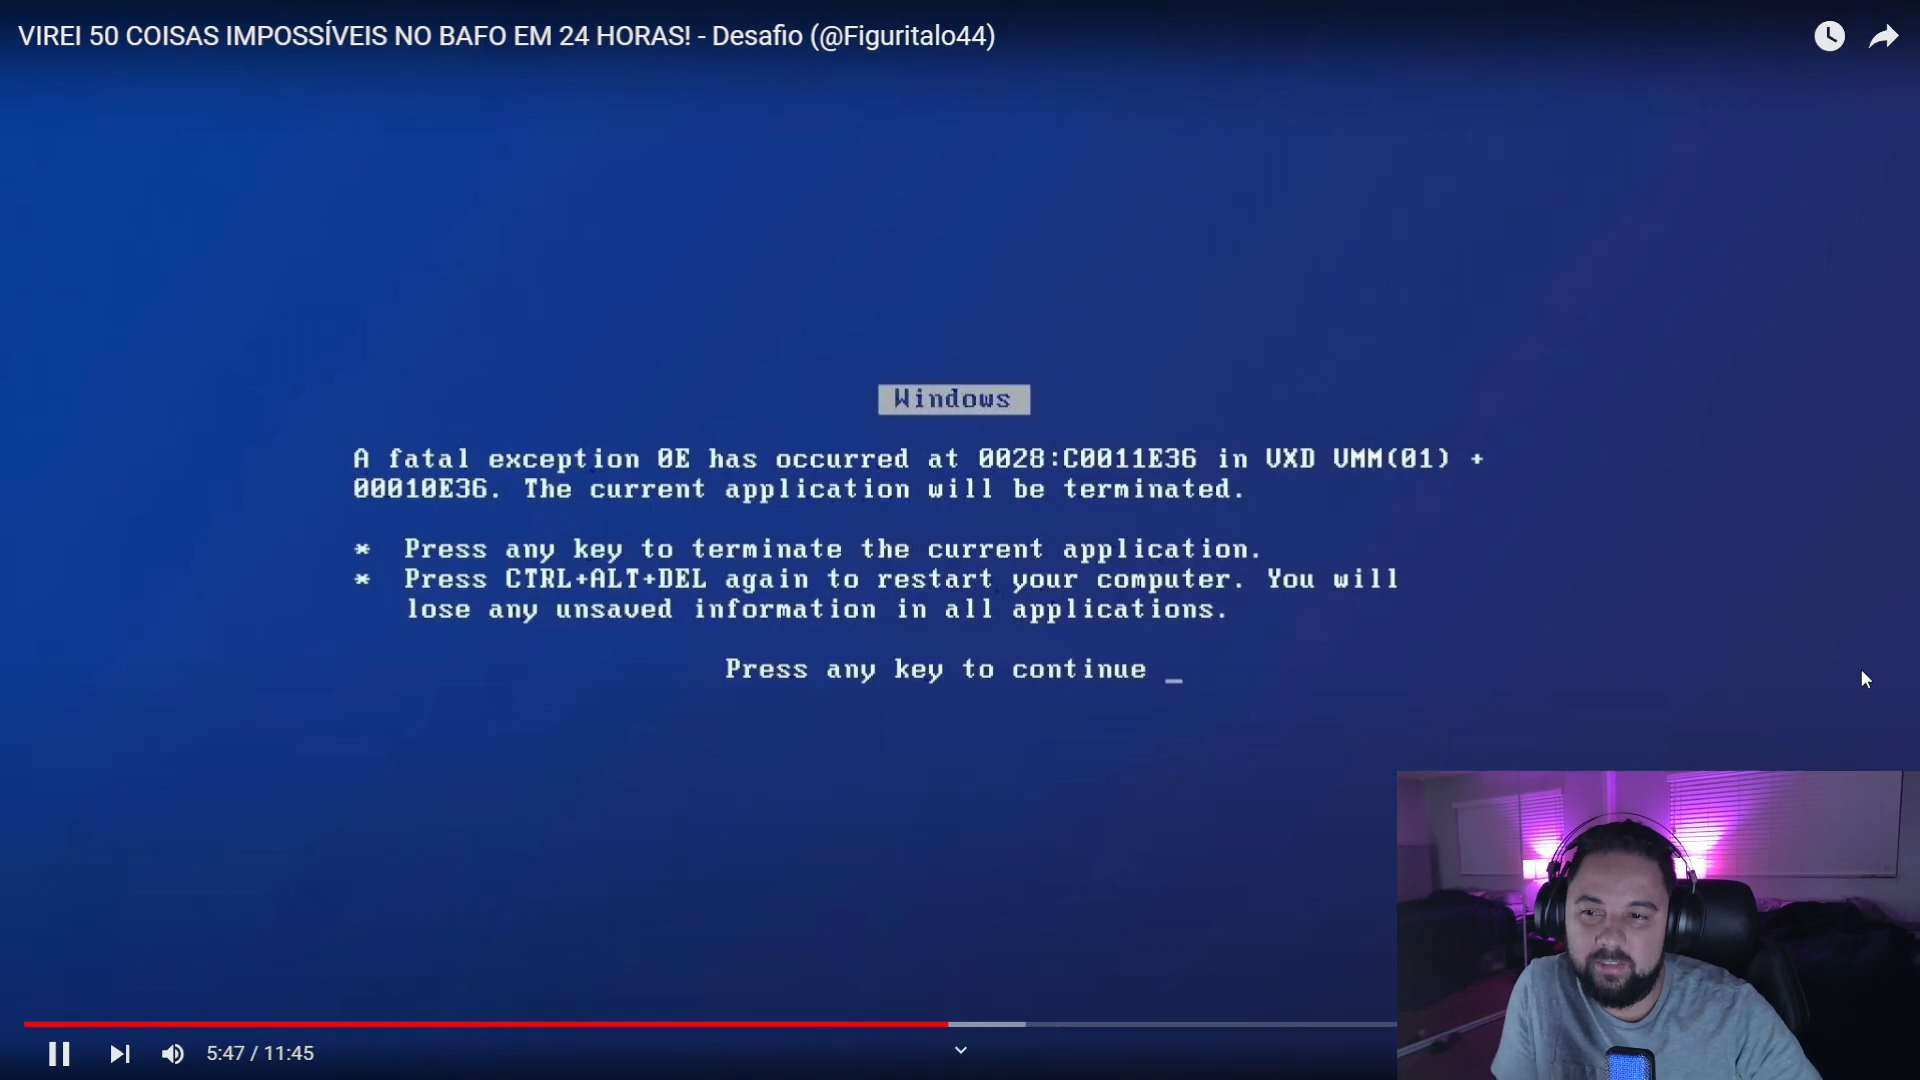 VIREI 50 COISAS IMPOSSÍVEIS NO BAFO EM 24 HORAS! - Desafio (@Figuritalo44)
Windows
A fatal exception 0E has occurred at 0028:C0011E36 in VXD VMM(01) +
00010E36. The current application will be terminated.
* Press any key to terminate the current application.
* Press CTRL+ALT+DEL again to restart your computer. You will
lose any unsaved information in all applications.
Press any key to continue _
5:47 / 11:45